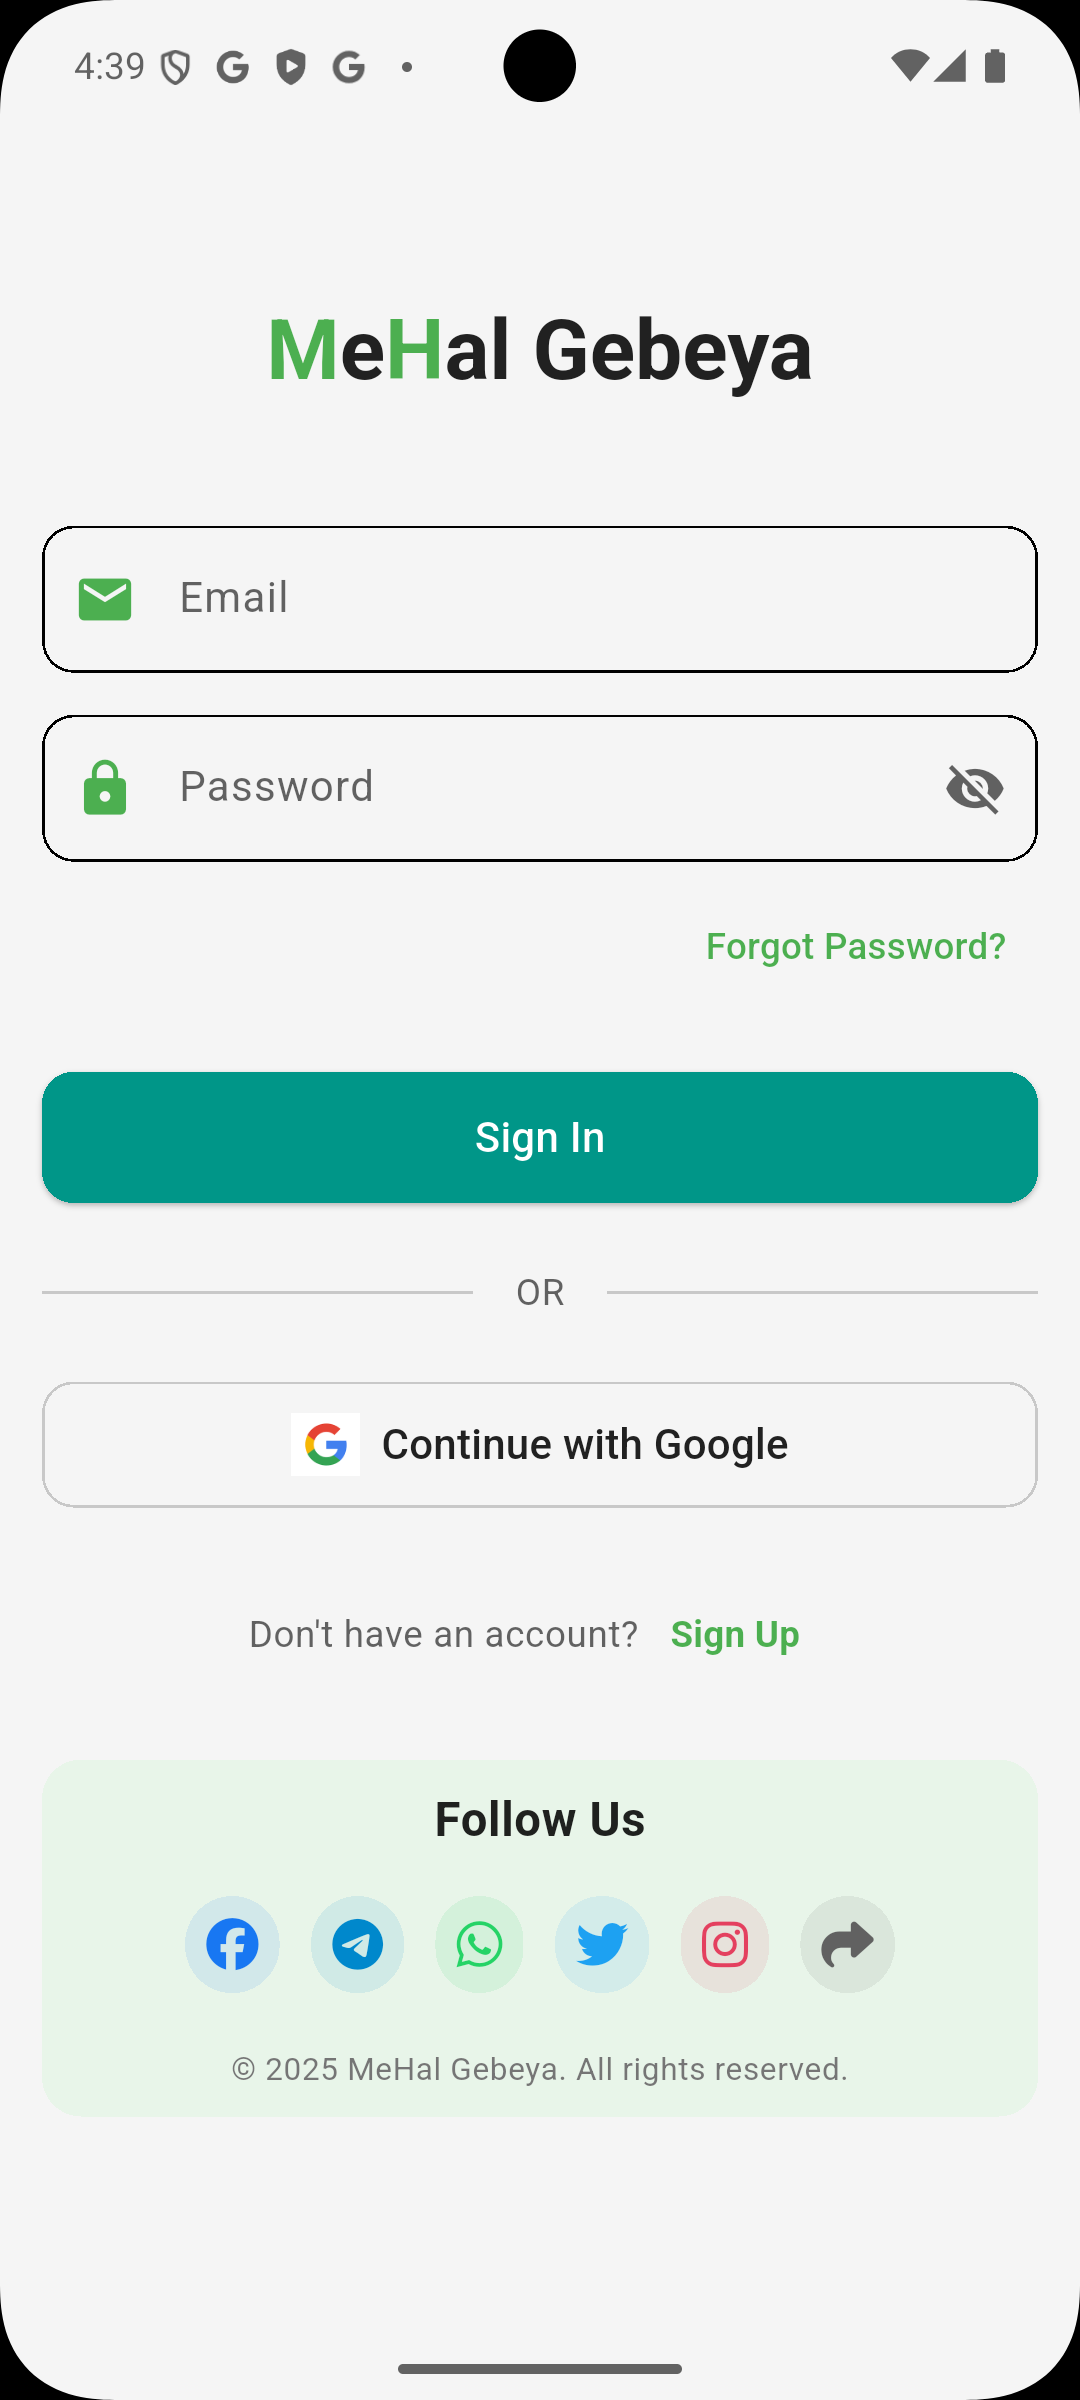 4:39
MeHal Gebeya
Email
Password
Forgot Password?
Sign In
OR
Continue with Google
Don't have an account? Sign Up
Follow Us
© 2025 MeHal Gebeya. All rights reserved.